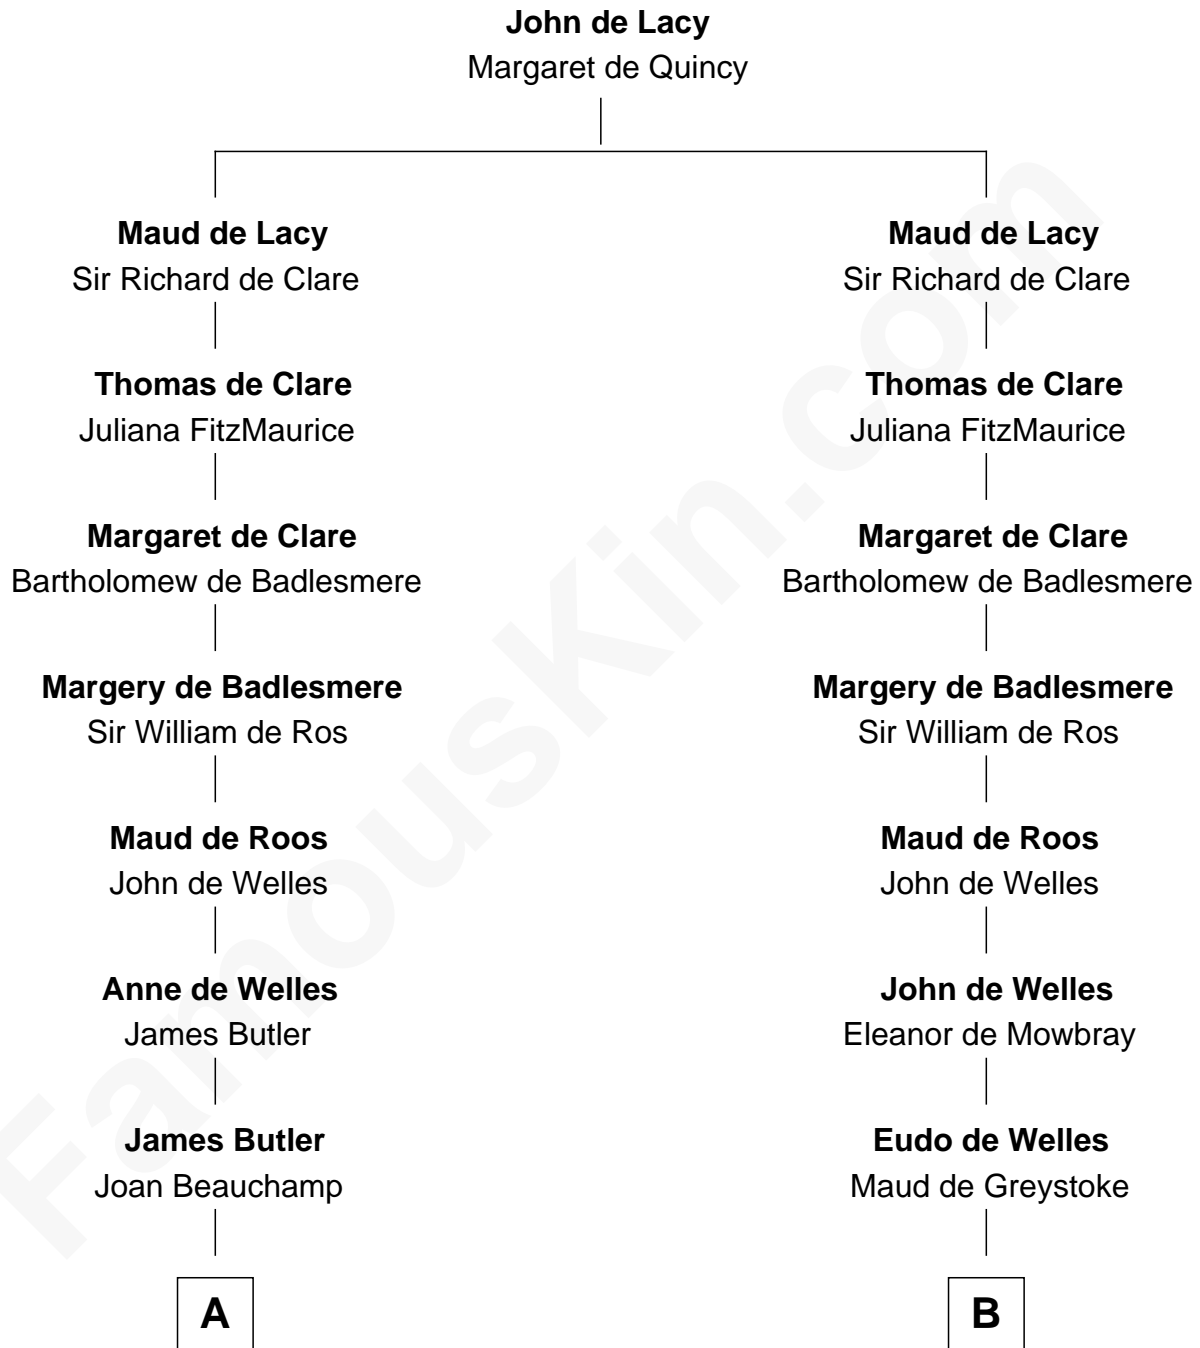 John de Lacy
Margaret de Quincy
Maud de Lacy
Sir Richard de Clare
Maud de Lacy
Sir Richard de Clare
Thomas de Clare
Juliana FitzMaurice
Thomas de Clare
Juliana FitzMaurice
Margaret de Clare
Bartholomew de Badlesmere
Margaret de Clare
Bartholomew de Badlesmere
Margery de Badlesmere
Sir William de Ros
Margery de Badlesmere
Sir William de Ros
Maud de Roos
John de Welles
Maud de Roos
John de Welles
Anne de Welles
James Butler
John de Welles
Eleanor de Mowbray
James Butler
Joan Beauchamp
Eudo de Welles
Maud de Greystoke
A
B
FamousKin.com